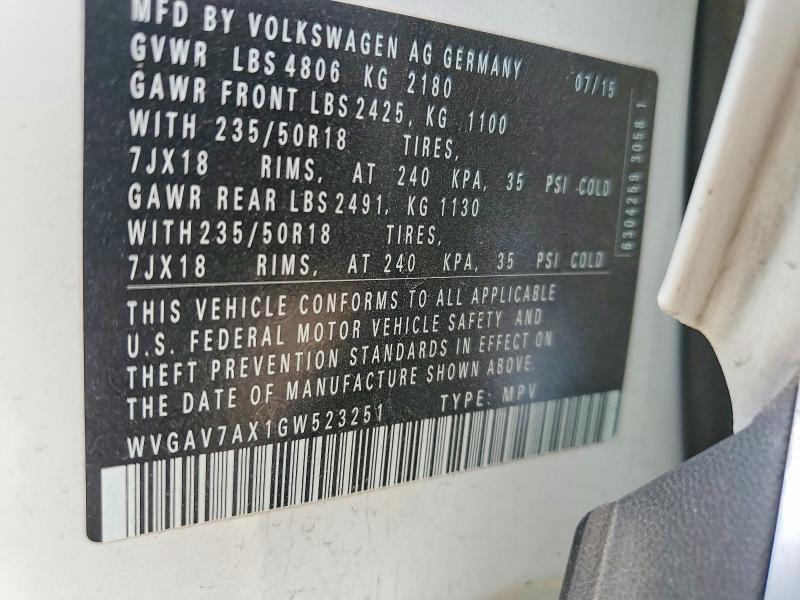 MFD BY VOLKSWAGEN AG GERMANY 07/15
GVWR LBS 4806 KG 2180
GAWR FRONT LBS 2425, KG 1100
WITH 235/50R18 TIRES,
7JX18 RIMS, AT 240 KPA, 35 PSI COLD
GAWR REAR LBS 2491, KG 1130
WITH 235/50R18 TIRES,
7JX18 RIMS, AT 240 KPA, 35 PSI COLD
THIS VEHICLE CONFORMS TO ALL APPLICABLE
U.S. FEDERAL MOTOR VEHICLE SAFETY AND
THEFT PREVENTION STANDARDS IN EFFECT ON
THE DATE OF MANUFACTURE SHOWN ABOVE.
WVGAV7AX1GW523251 TYPE: MPV
6304259 3058 1